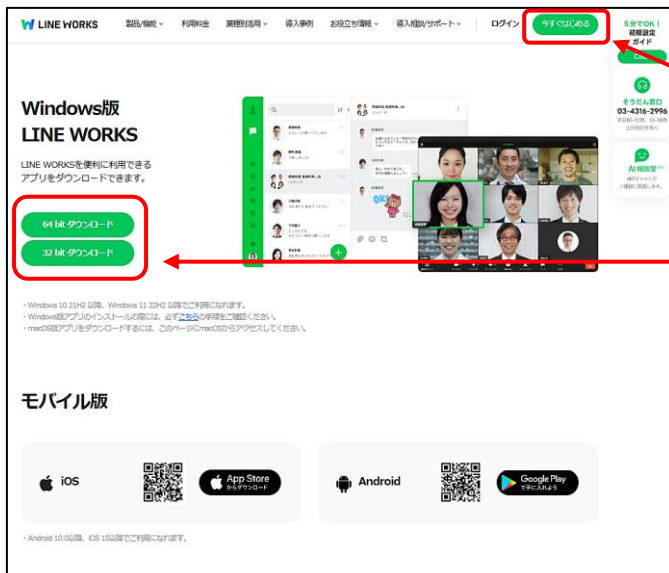 LINE WORKS
製品/機能
利用料金
業種別活用
導入事例
お役立ち情報
導入相談/サポート
ログイン
今すぐはじめる
5分でOK！
初期設定
ガイド
そうだん窓口
03-4316-2996
AI相談室
Windows版
LINE WORKS
LINE WORKSを便利に利用できる
アプリをダウンロードできます。
64 bit ダウンロード
32 bit ダウンロード
OK!
・Windows 10 21H2 以降、Windows 11 22H2 以降でご利用になれます。
・Windows版アプリのインストールの際には、必ずこちらの手順をご確認ください。
・macOS版アプリをダウンロードするには、このページにmacOSからアクセスしてください。
モバイル版
iOS
App Store
からダウンロード
Android
Google Play
で手に入れよう
・Android 10.0以降、iOS 15以降でご利用になれます。